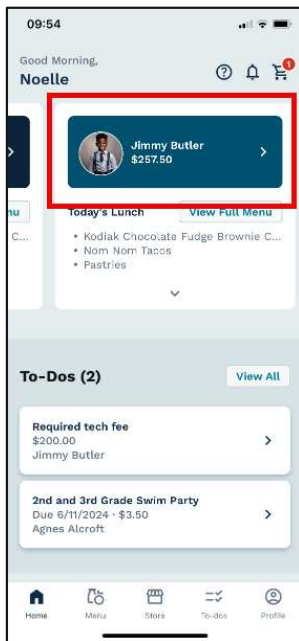 09:54
Good Morning,
Noelle
1
Jimmy Butler
$257.50
nu
Today's Lunch
View Full Menu
C...
• Kodiak Chocolate Fudge Brownie C...
• Nom Nom Tacos
• Pastries
To-Dos (2)
View All
Required tech fee
$200.00
Jimmy Butler
2nd and 3rd Grade Swim Party
Due 6/11/2024 · $3.50
Agnes Alcroft
Home
Menu
Store
To-dos
Profile